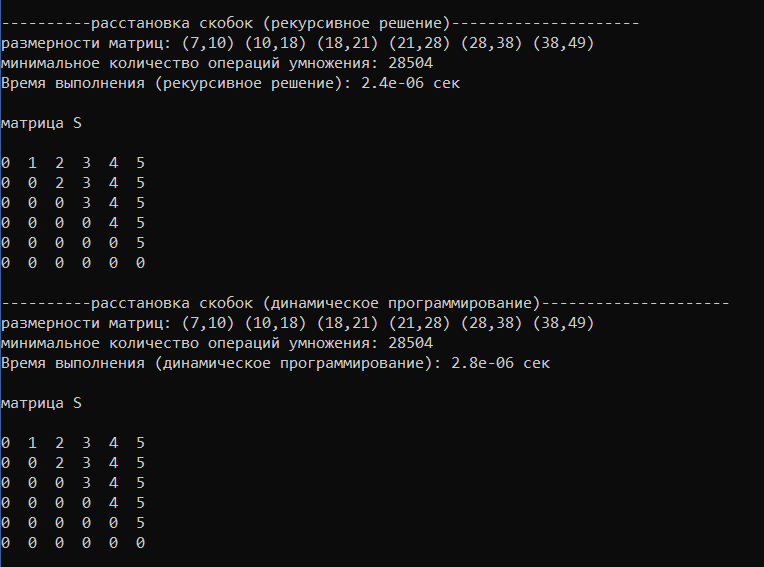 ----------расстановка скобок (рекурсивное решение)---------------------
размерности матриц: (7,10) (10,18) (18,21) (21,28) (28,38) (38,49)
минимальное количество операций умножения: 28504
Время выполнения (рекурсивное решение): 2.4e-06 сек
матрица S
0  1  2  3  4  5
0  0  2  3  4  5
0  0  0  3  4  5
0  0  0  0  4  5
0  0  0  0  0  5
0  0  0  0  0  0
----------расстановка скобок (динамическое программирование)---------------------
размерности матриц: (7,10) (10,18) (18,21) (21,28) (28,38) (38,49)
минимальное количество операций умножения: 28504
Время выполнения (динамическое программирование): 2.8e-06 сек
матрица S
0  1  2  3  4  5
0  0  2  3  4  5
0  0  0  3  4  5
0  0  0  0  4  5
0  0  0  0  0  5
0  0  0  0  0  0